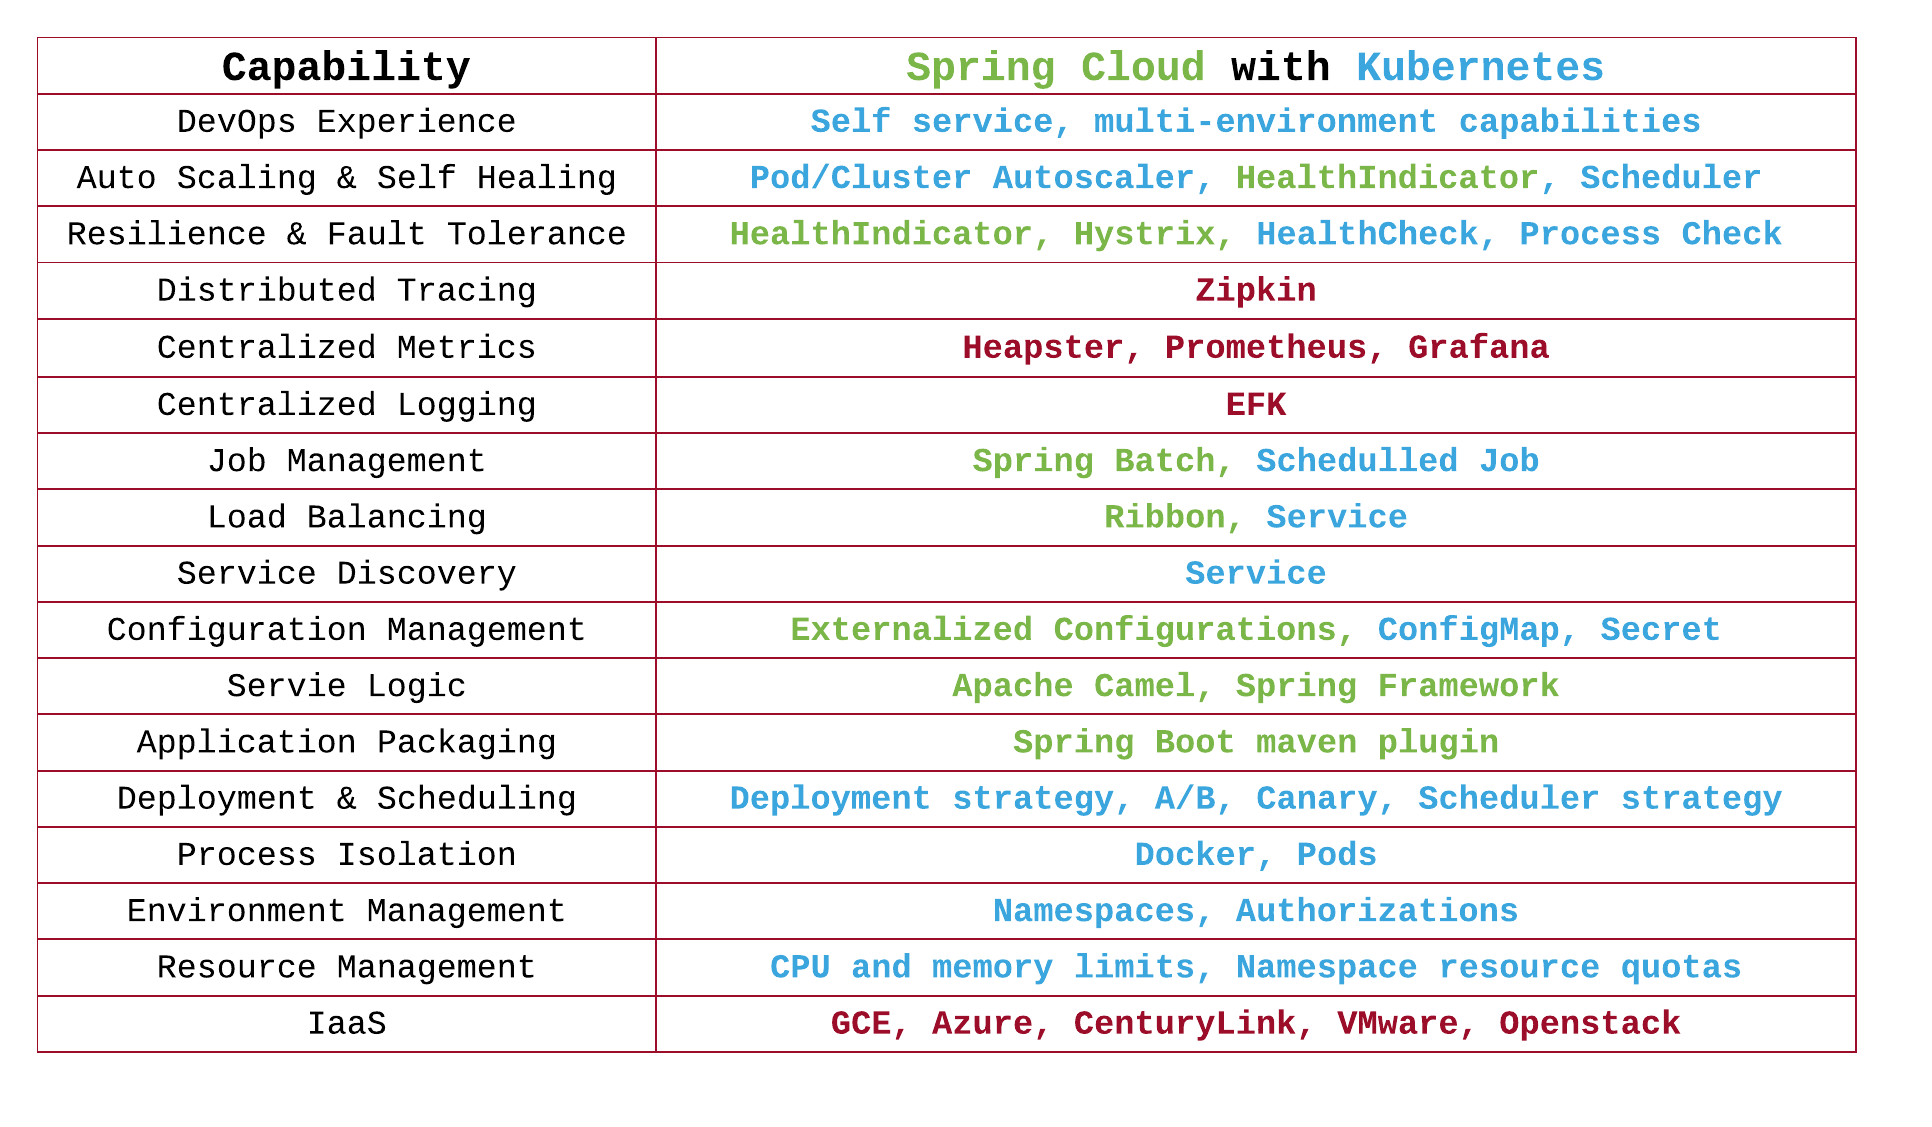 Capability Spring Cloud with Kubernetes
DevOps Experience Self service, multi-environment capabilities
Auto Scaling & Self Healing Pod/Cluster Autoscaler, HealthIndicator, Scheduler
Resilience & Fault Tolerance HealthIndicator, Hystrix, HealthCheck, Process Check
Distributed Tracing Zipkin
Centralized Metrics Heapster, Prometheus, Grafana
Centralized Logging EFK
Job Management Spring Batch, Schedulled Job
Load Balancing Ribbon, Service
Service Discovery Service
Configuration Management Externalized Configurations, ConfigMap, Secret
Servie Logic Apache Camel, Spring Framework
Application Packaging Spring Boot maven plugin
Deployment & Scheduling Deployment strategy, A/B, Canary, Scheduler strategy
Process Isolation Docker, Pods
Environment Management Namespaces, Authorizations
Resource Management CPU and memory limits, Namespace resource quotas
IaaS GCE, Azure, CenturyLink, VMware, Openstack